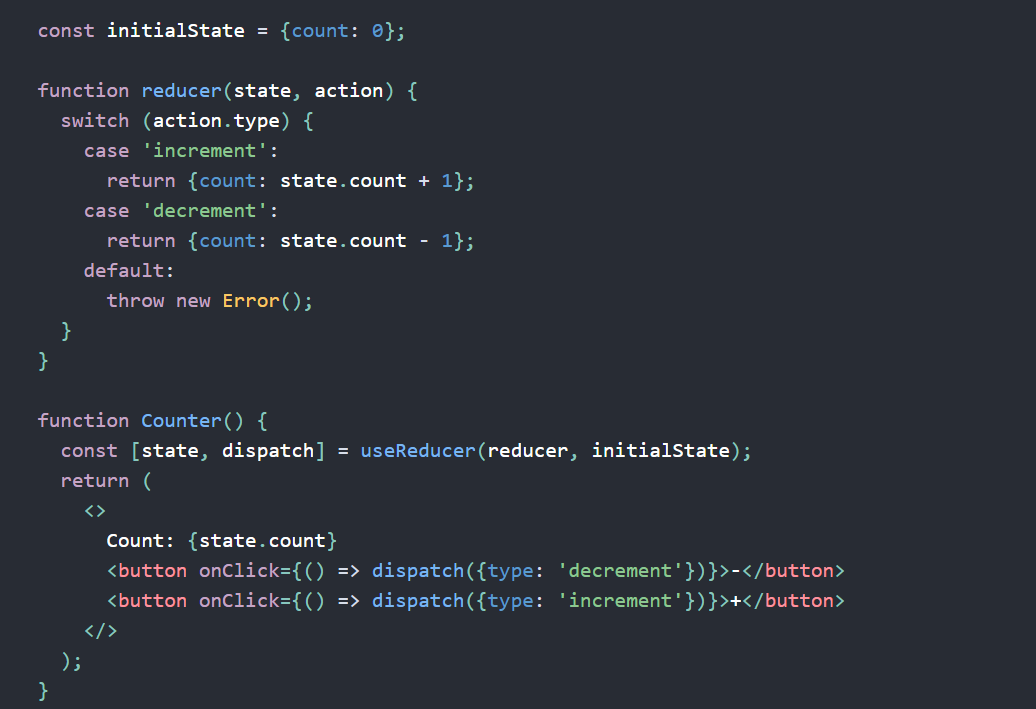 const initialState = {count: 0};

function reducer(state, action) {
  switch (action.type) {
    case 'increment':
      return {count: state.count + 1};
    case 'decrement':
      return {count: state.count - 1};
    default:
      throw new Error();
  }
}

function Counter() {
  const [state, dispatch] = useReducer(reducer, initialState);
  return (
    <>
      Count: {state.count}
      <button onClick={() => dispatch({type: 'decrement'})}>-</button>
      <button onClick={() => dispatch({type: 'increment'})}>+</button>
    </>
  );
}